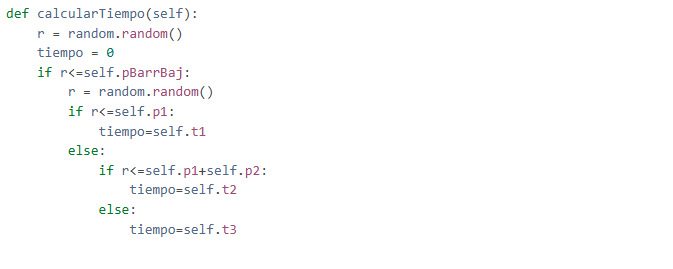 def calcularTiempo(self):
    r = random.random()
    tiempo = 0
    if r<=self.pBarrBaj:
        r = random.random()
        if r<=self.p1:
            tiempo=self.t1
        else:
            if r<=self.p1+self.p2:
                tiempo=self.t2
            else:
                tiempo=self.t3